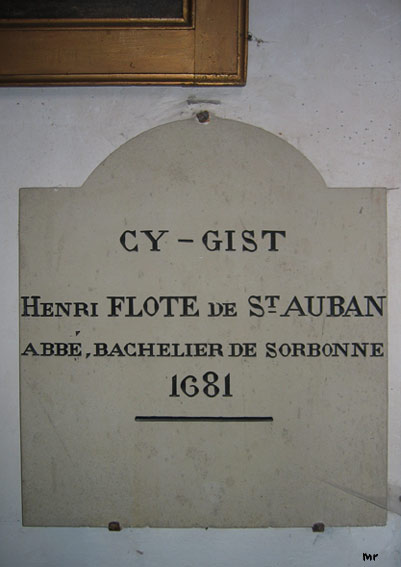 CY - GIST
HENRI FLOTE DE ST AUBAN
ABBÉ, BACHELIER DE SORBONNE
1681
mr